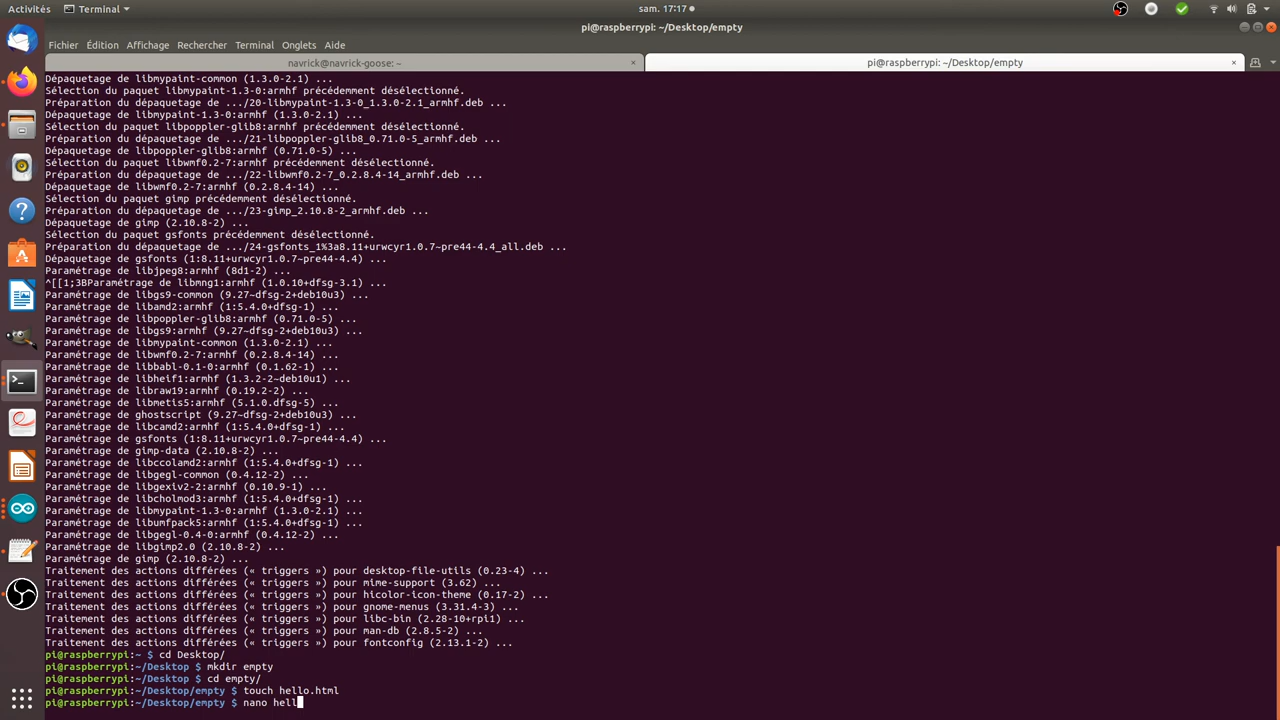 Activités
Terminal
sam. 17:17
pi@raspberrypi: ~/Desktop/empty
Fichier Édition Affichage Rechercher Terminal Onglets Aide
navrick@navrick-goose: ~ ×
pi@raspberrypi: ~/Desktop/empty ×
Dépaquetage de libmypaint-common (1.3.0-2.1) ...
Sélection du paquet libmypaint-1.3-0:armhf précédemment désélectionné.
Préparation du dépaquetage de .../20-libmypaint-1.3-0_1.3.0-2.1_armhf.deb ...
Dépaquetage de libmypaint-1.3-0:armhf (1.3.0-2.1) ...
Sélection du paquet libpoppler-glib8:armhf précédemment désélectionné.
Préparation du dépaquetage de .../21-libpoppler-glib8_0.71.0-5_armhf.deb ...
Dépaquetage de libpoppler-glib8:armhf (0.71.0-5) ...
Sélection du paquet libwmf0.2-7:armhf précédemment désélectionné.
Préparation du dépaquetage de .../22-libwmf0.2-7_0.2.8.4-14_armhf.deb ...
Dépaquetage de libwmf0.2-7:armhf (0.2.8.4-14) ...
Sélection du paquet gimp précédemment désélectionné.
Préparation du dépaquetage de .../23-gimp_2.10.8-2_armhf.deb ...
Dépaquetage de gimp (2.10.8-2) ...
Sélection du paquet gsfonts précédemment désélectionné.
Préparation du dépaquetage de .../24-gsfonts_1%3a8.11+urwcyr1.0.7~pre44-4.4_all.deb ...
Dépaquetage de gsfonts (1:8.11+urwcyr1.0.7~pre44-4.4) ...
Paramétrage de libjpeg8:armhf (8d1-2) ...
^[[1;3BParamétrage de libmng1:armhf (1.0.10+dfsg-3.1) ...
Paramétrage de libgs9-common (9.27~dfsg-2+deb10u3) ...
Paramétrage de libamd2:armhf (1:5.4.0+dfsg-1) ...
Paramétrage de libpoppler-glib8:armhf (0.71.0-5) ...
Paramétrage de libgs9:armhf (9.27~dfsg-2+deb10u3) ...
Paramétrage de libmypaint-common (1.3.0-2.1) ...
Paramétrage de libwmf0.2-7:armhf (0.2.8.4-14) ...
Paramétrage de libbabl-0.1-0:armhf (0.1.62-1) ...
Paramétrage de libheif1:armhf (1.3.2-2~deb10u1) ...
Paramétrage de libraw19:armhf (0.19.2-2) ...
Paramétrage de libmetis5:armhf (5.1.0.dfsg-5) ...
Paramétrage de ghostscript (9.27~dfsg-2+deb10u3) ...
Paramétrage de libcamd2:armhf (1:5.4.0+dfsg-1) ...
Paramétrage de gsfonts (1:8.11+urwcyr1.0.7~pre44-4.4) ...
Paramétrage de gimp-data (2.10.8-2) ...
Paramétrage de libccolamd2:armhf (1:5.4.0+dfsg-1) ...
Paramétrage de libgegl-common (0.4.12-2) ...
Paramétrage de libgexiv2-2:armhf (0.10.9-1) ...
Paramétrage de libcholmod3:armhf (1:5.4.0+dfsg-1) ...
Paramétrage de libmypaint-1.3-0:armhf (1.3.0-2.1) ...
Paramétrage de libumfpack5:armhf (1:5.4.0+dfsg-1) ...
Paramétrage de libgegl-0.4-0:armhf (0.4.12-2) ...
Paramétrage de libgimp2.0 (2.10.8-2) ...
Paramétrage de gimp (2.10.8-2) ...
Traitement des actions différées (« triggers ») pour desktop-file-utils (0.23-4) ...
Traitement des actions différées (« triggers ») pour mime-support (3.62) ...
Traitement des actions différées (« triggers ») pour hicolor-icon-theme (0.17-2) ...
Traitement des actions différées (« triggers ») pour gnome-menus (3.31.4-3) ...
Traitement des actions différées (« triggers ») pour libc-bin (2.28-10+rpi1) ...
Traitement des actions différées (« triggers ») pour man-db (2.8.5-2) ...
Traitement des actions différées (« triggers ») pour fontconfig (2.13.1-2) ...
pi@raspberrypi:~ $ cd Desktop/
pi@raspberrypi:~/Desktop $ mkdir empty
pi@raspberrypi:~/Desktop $ cd empty/
pi@raspberrypi:~/Desktop/empty $ touch hello.html
pi@raspberrypi:~/Desktop/empty $ nano hell